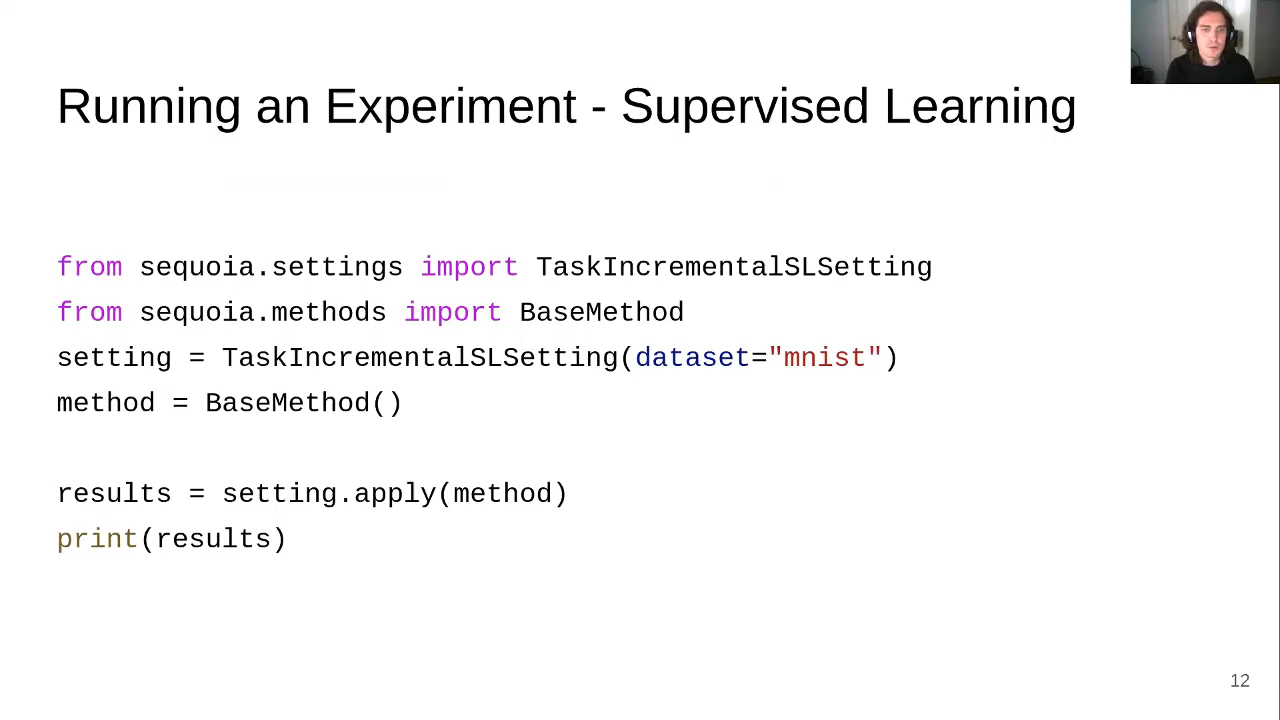 Running an Experiment - Supervised Learning
from sequoia.settings import TaskIncrementalSLSetting
from sequoia.methods import BaseMethod
setting = TaskIncrementalSLSetting(dataset="mnist")
method = BaseMethod()
results = setting.apply(method)
print(results)
12